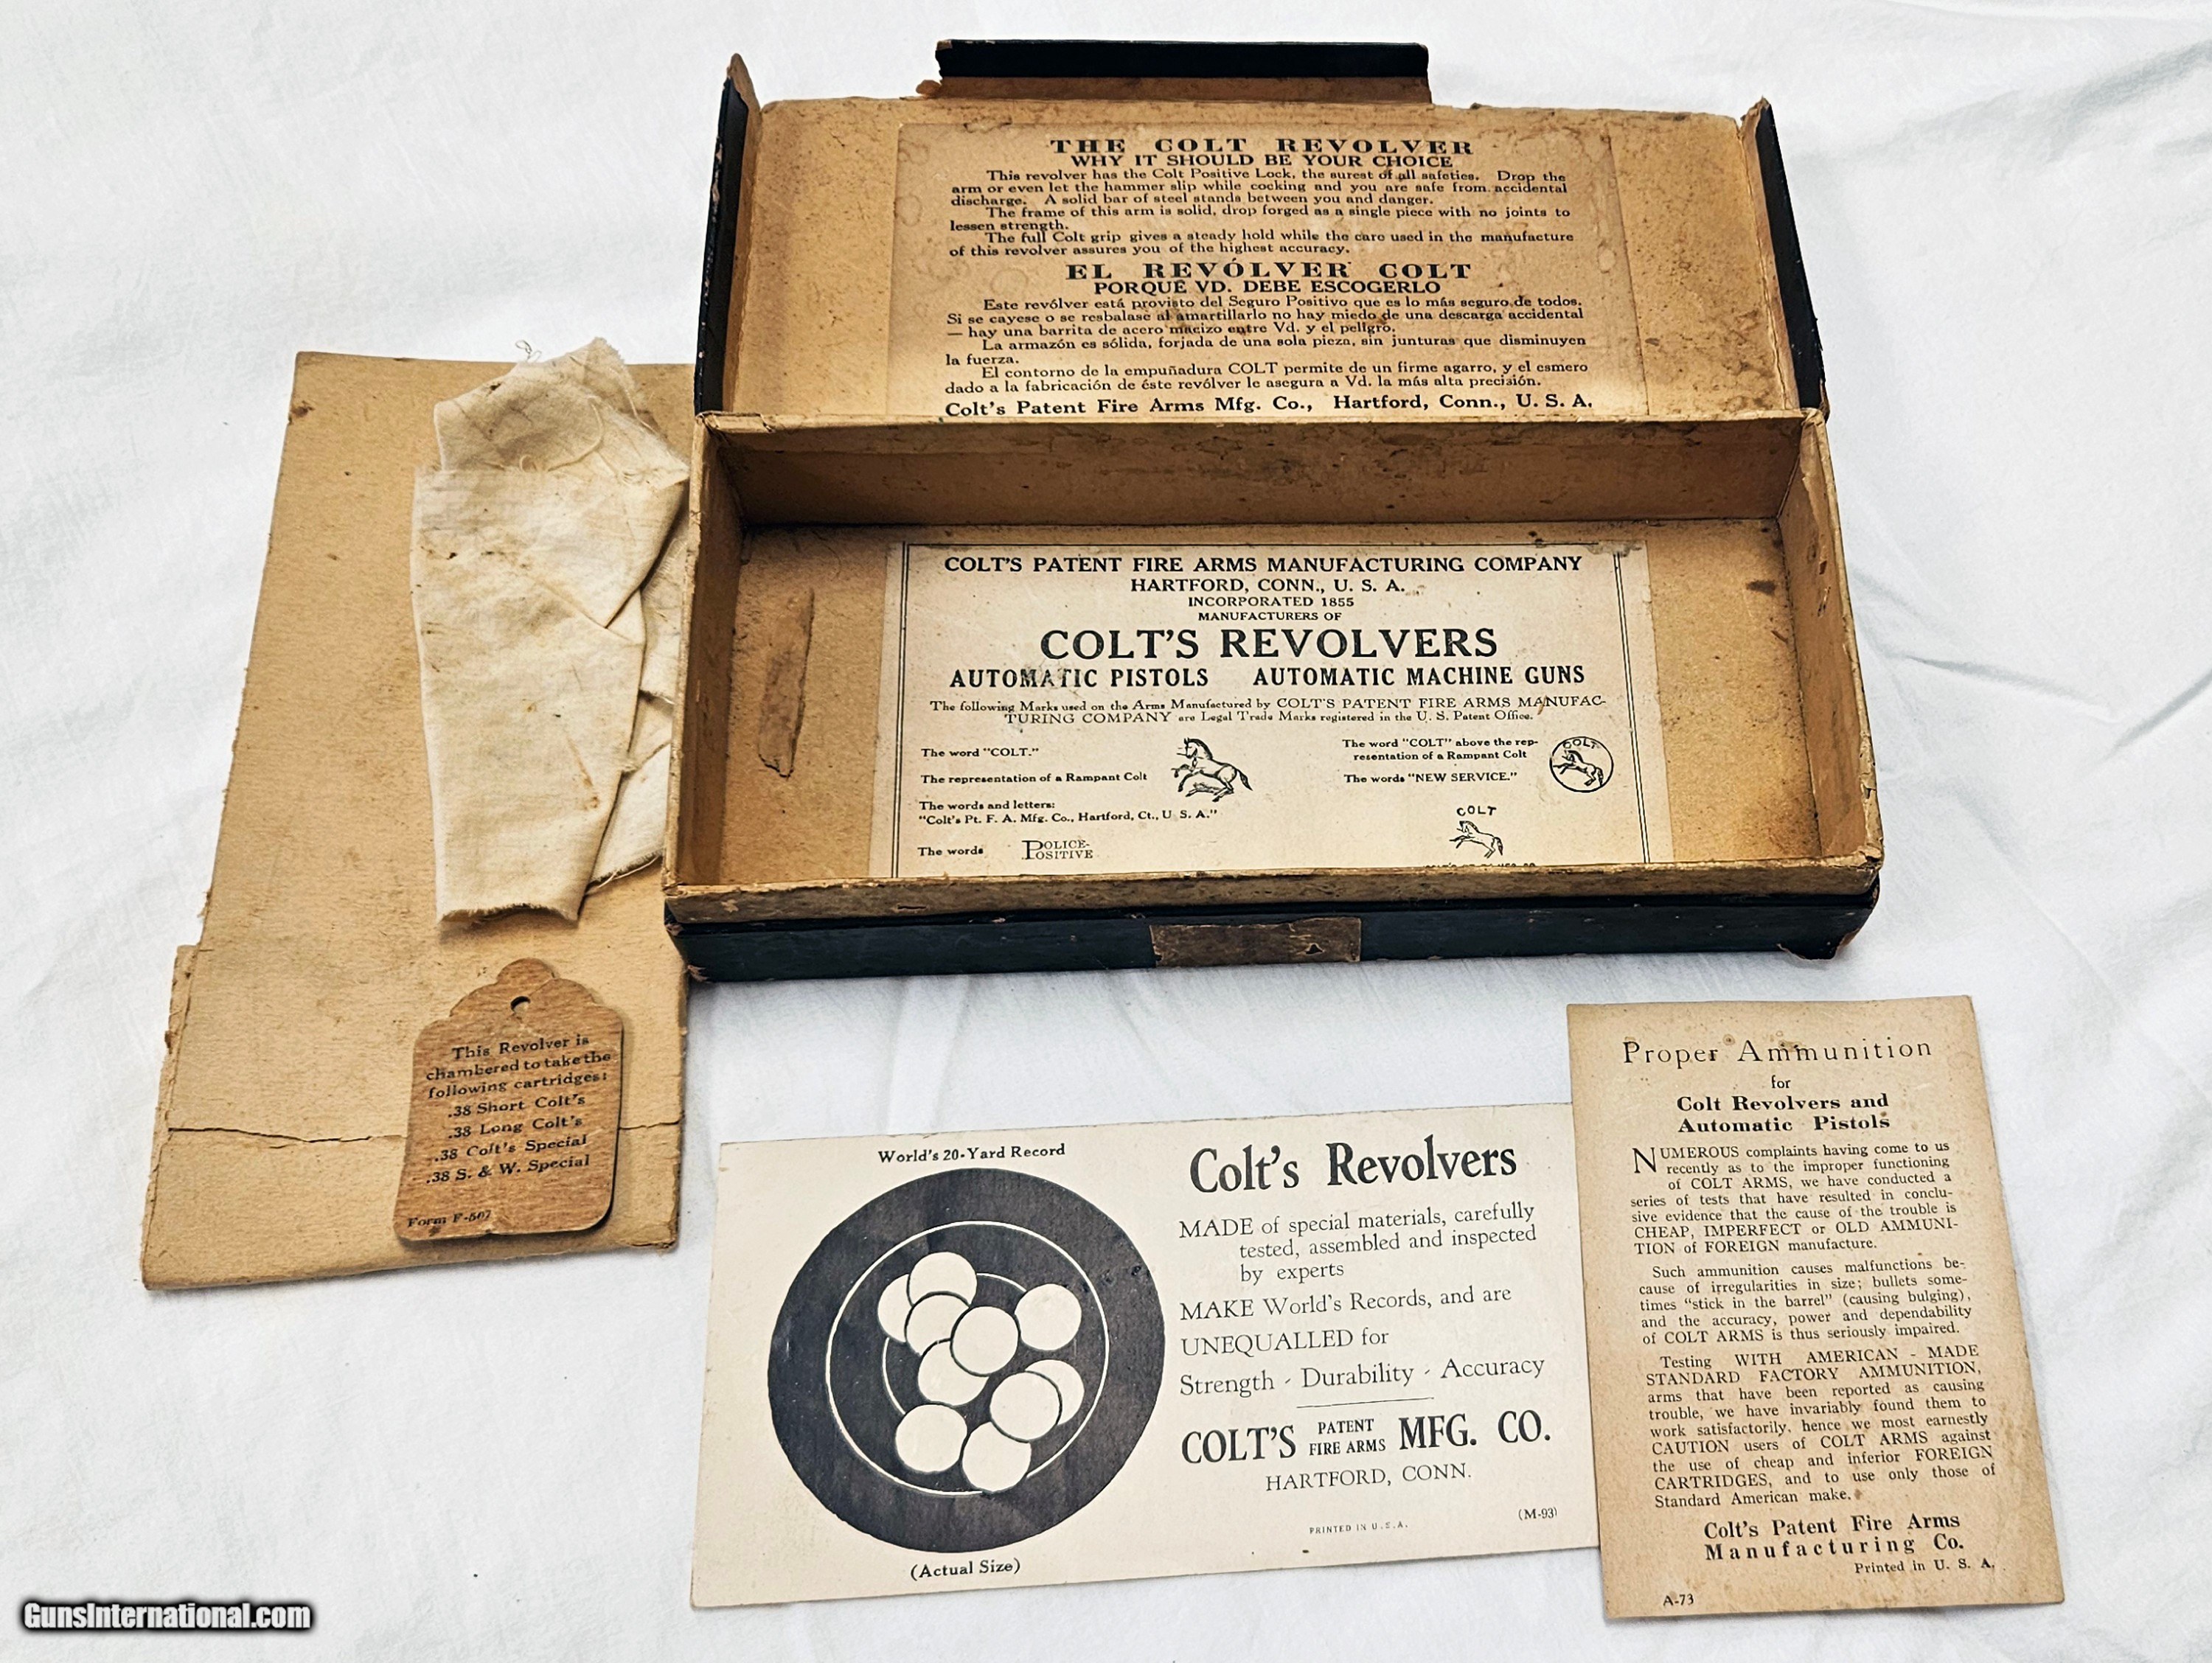 THE COLT REVOLVER
WHY IT SHOULD BE YOUR CHOICE
This revolver has the Colt Positive Lock, the surest of all safeties. Drop the
arm or even let the hammer slip while cocking and you are safe from accidental
discharge. A solid bar of steel stands between you and danger.
The frame of this arm is solid, drop forged as a single piece with no joints to
lessen strength.
The full Colt grip gives a steady hold while the care used in the manufacture
of this revolver assures you of the highest accuracy.
EL REVÓLVER COLT
PORQUÉ VD. DEBE ESCOGERLO
Este revólver está provisto del Seguro Positivo que es lo más seguro de todos.
Si se cayese o se resbalase al amartillarlo no hay miedo de una descarga accidental
— hay una barrita de acero macizo entre Vd. y el peligro.
La armazón es sólida, forjada de una sola pieza, sin junturas que disminuyen
la fuerza.
El contorno de la empuñadura COLT permite de un firme agarro, y el esmero
dado a la fabricación de éste revólver le asegura a Vd. la más alta precisión.
Colt's Patent Fire Arms Mfg. Co., Hartford, Conn., U. S. A.
COLT'S PATENT FIRE ARMS MANUFACTURING COMPANY
HARTFORD, CONN., U. S. A.
INCORPORATED 1855
MANUFACTURERS OF
COLT'S REVOLVERS
AUTOMATIC PISTOLS AUTOMATIC MACHINE GUNS
The following Marks used on the Arms Manufactured by COLT'S PATENT FIRE ARMS MANUFAC-
TURING COMPANY are Legal Trade Marks registered in the U. S. Patent Office.
The word "COLT."
The representation of a Rampant Colt
The words and letters:
"Colt's Pt. F. A. Mfg. Co., Hartford, Ct., U. S. A."
The words POLICE-
POSITIVE
The word "COLT" above the rep-
resentation of a Rampant Colt
COLT
The words "NEW SERVICE."
COLT
This Revolver is
chambered to take the
following cartridges:
.38 Short Colt's
.38 Long Colt's
.38 Colt's Special
.38 S. & W. Special
Form F-567
World's 20-Yard Record
(Actual Size)
Colt's Revolvers
MADE of special materials, carefully
tested, assembled and inspected
by experts
MAKE World's Records, and are
UNEQUALLED for
Strength - Durability - Accuracy
COLT'S PATENT FIRE ARMS MFG. CO.
HARTFORD, CONN.
PRINTED IN U.S.A.
(M-93)
Proper Ammunition
for
Colt Revolvers and
Automatic Pistols
NUMEROUS complaints having come to us
recently as to the improper functioning
of COLT ARMS, we have conducted a
series of tests that have resulted in conclu-
sive evidence that the cause of the trouble is
CHEAP, IMPERFECT or OLD AMMUNI-
TION of FOREIGN manufacture.
Such ammunition causes malfunctions be-
cause of irregularities in size; bullets some-
times "stick in the barrel" (causing bulging),
and the accuracy, power and dependability
of COLT ARMS is thus seriously impaired.
Testing WITH AMERICAN - MADE
STANDARD FACTORY AMMUNITION,
arms that have been reported as causing
trouble, we have invariably found them to
work satisfactorily, hence we most earnestly
CAUTION users of COLT ARMS against
the use of cheap and inferior FOREIGN
CARTRIDGES, and to use only those of
Standard American make.
Colt's Patent Fire Arms
Manufacturing Co.
Printed in U. S. A.
A-73
GunsInternational.com